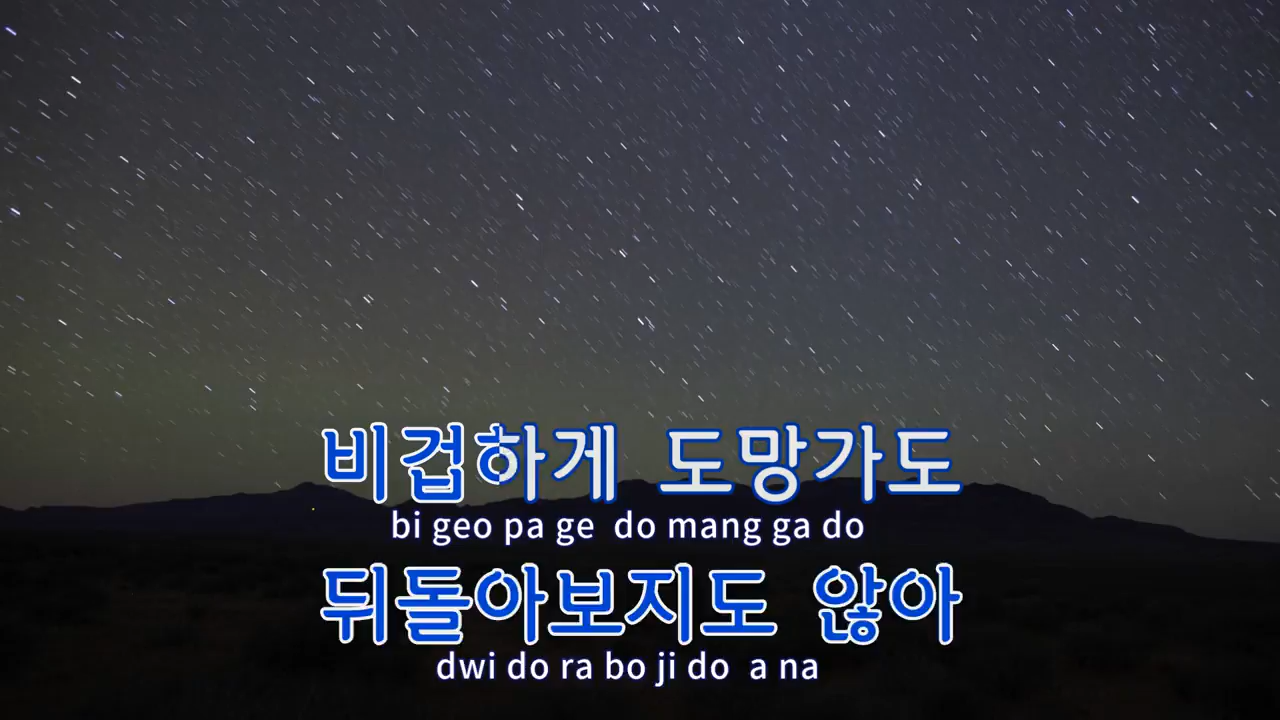 비겁하게 도망가도
bi geo pa ge do mang ga do
뒤돌아보지도 않아
dwi do ra bo ji do a na